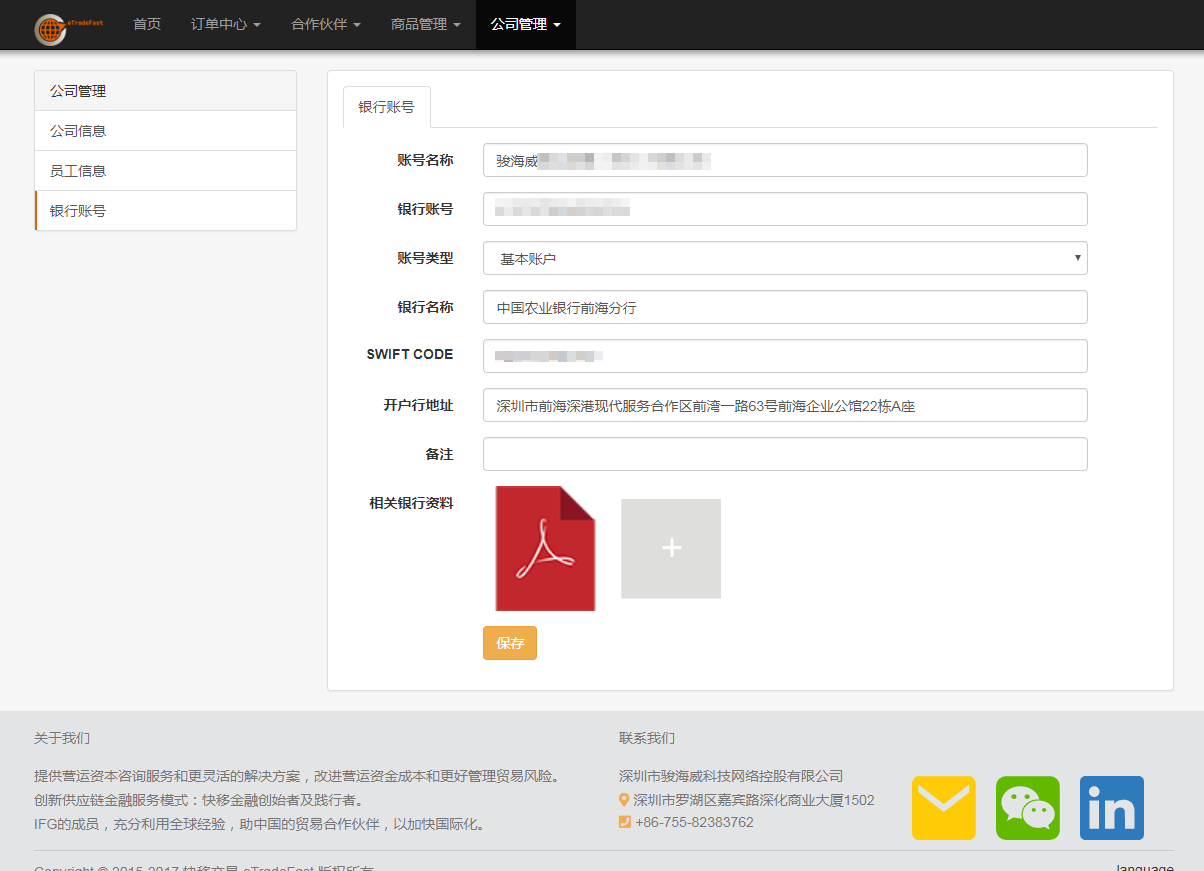 eTradeFast
首页 订单中心 合作伙伴 商品管理 公司管理
公司管理
公司信息
员工信息
银行账号
银行账号
账号名称 骏海威
银行账号
账号类型 基本账户
银行名称 中国农业银行前海分行
SWIFT CODE
开户行地址 深圳市前海深港现代服务合作区前湾一路63号前海企业公馆22栋A座
备注
相关银行资料
+
保存
关于我们
提供营运资本咨询服务和更灵活的解决方案，改进营运资金成本和更好管理贸易风险。
创新供应链金融服务模式：快移金融创始者及践行者。
IFG的成员，充分利用全球经验，助中国的贸易合作伙伴，以加快国际化。
联系我们
深圳市骏海威科技网络控股有限公司
深圳市罗湖区嘉宾路深化商业大厦1502
+86-755-82383762
in
Copyright © 2015-2017 快移交易 eTradeFast 版权所有
language